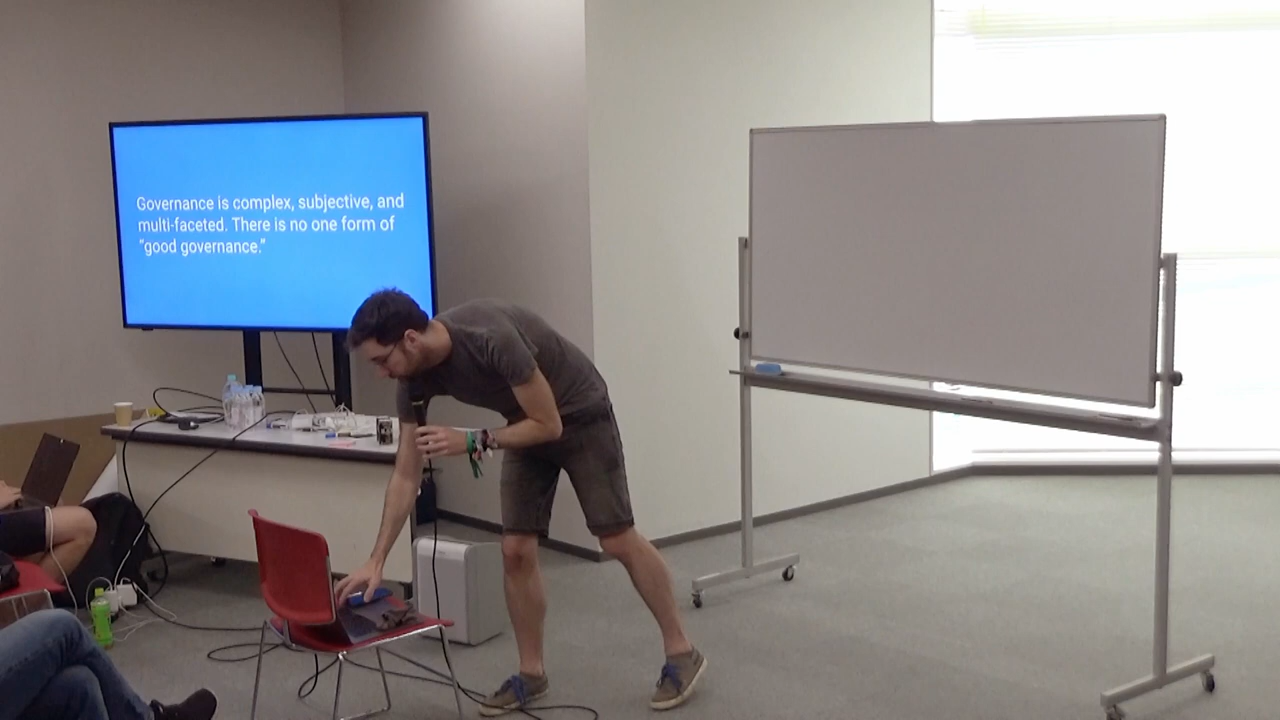 Governance is complex, subjective, and
multi-faceted. There is no one form of
"good governance."